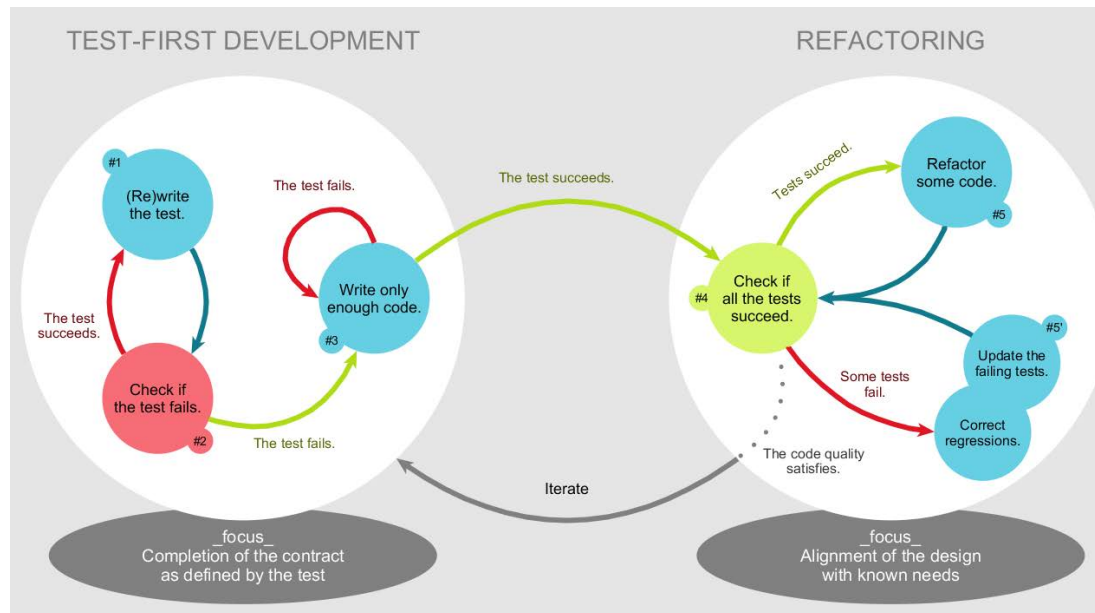 TEST-FIRST DEVELOPMENT
#1
(Re)write
the test.
The test
succeeds.
Check if
the test fails.
#2
The test fails.
The test fails.
Write only
enough code.
#3
The test succeeds.
REFACTORING
Tests succeed.
Refactor
some code.
#5
#4
Check if
all the tests
succeed.
#5'
Update the
failing tests.
Some tests
fail.
Correct
regressions.
The code quality
satisfies.
Iterate
_focus_
Completion of the contract
as defined by the test
_focus_
Alignment of the design
with known needs